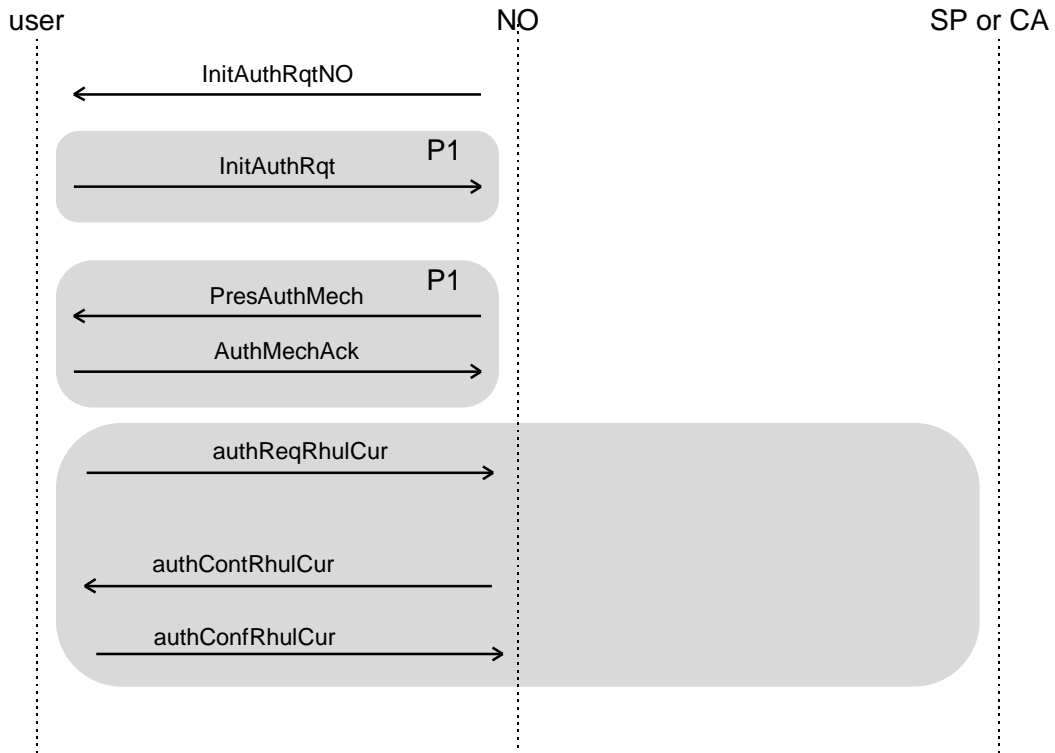 user NO SP or CA
InitAuthRqtNO
P1
InitAuthRqt
P1
PresAuthMech
AuthMechAck
authReqRhulCur
authContRhulCur
authConfRhulCur